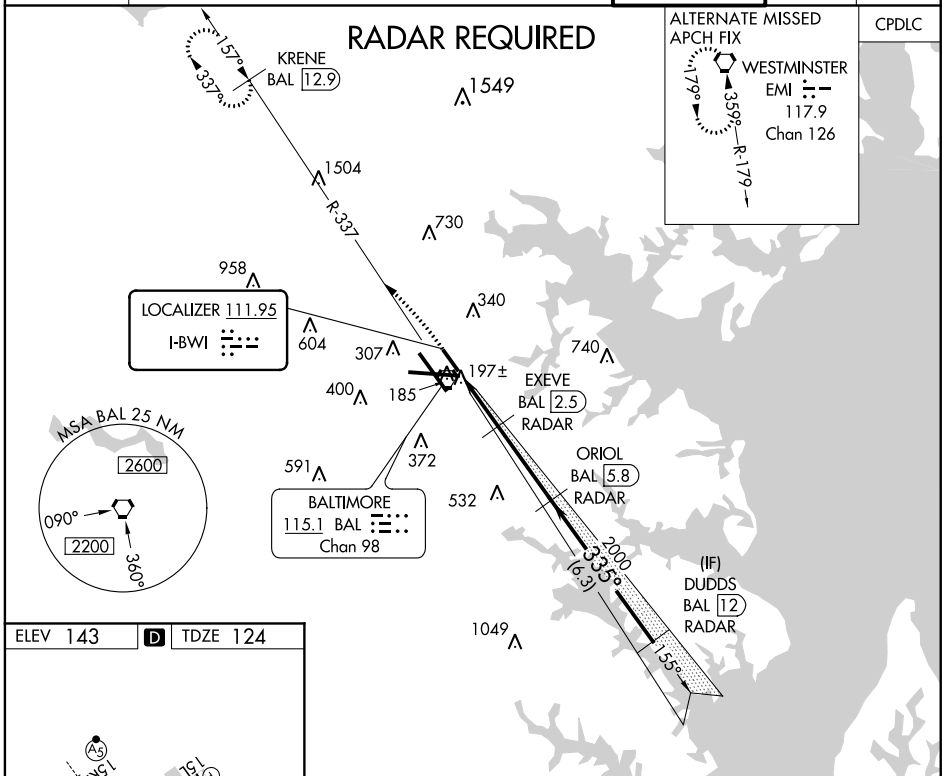 RADAR REQUIRED
ALTERNATE MISSED
APCH FIX
CPDLC
WESTMINSTER
EMI
117.9
Chan 126
179°
359°
R-179
157°
337°
KRENE
BAL 12.9
1549
1504
R-337
730
958
LOCALIZER 111.95
I-BWI
604
340
307
740
197±
185
400
EXEVE
BAL 2.5
RADAR
MSA BAL 25 NM
2600
090°
2200
360°
591
372
BALTIMORE
115.1 BAL
Chan 98
532
ORIOL
BAL 5.8
RADAR
2000
335°
(6.3)
(IF)
DUDDS
BAL 12
RADAR
155°
1049
ELEV 143
D
TDZE 124
A5
15R
15L